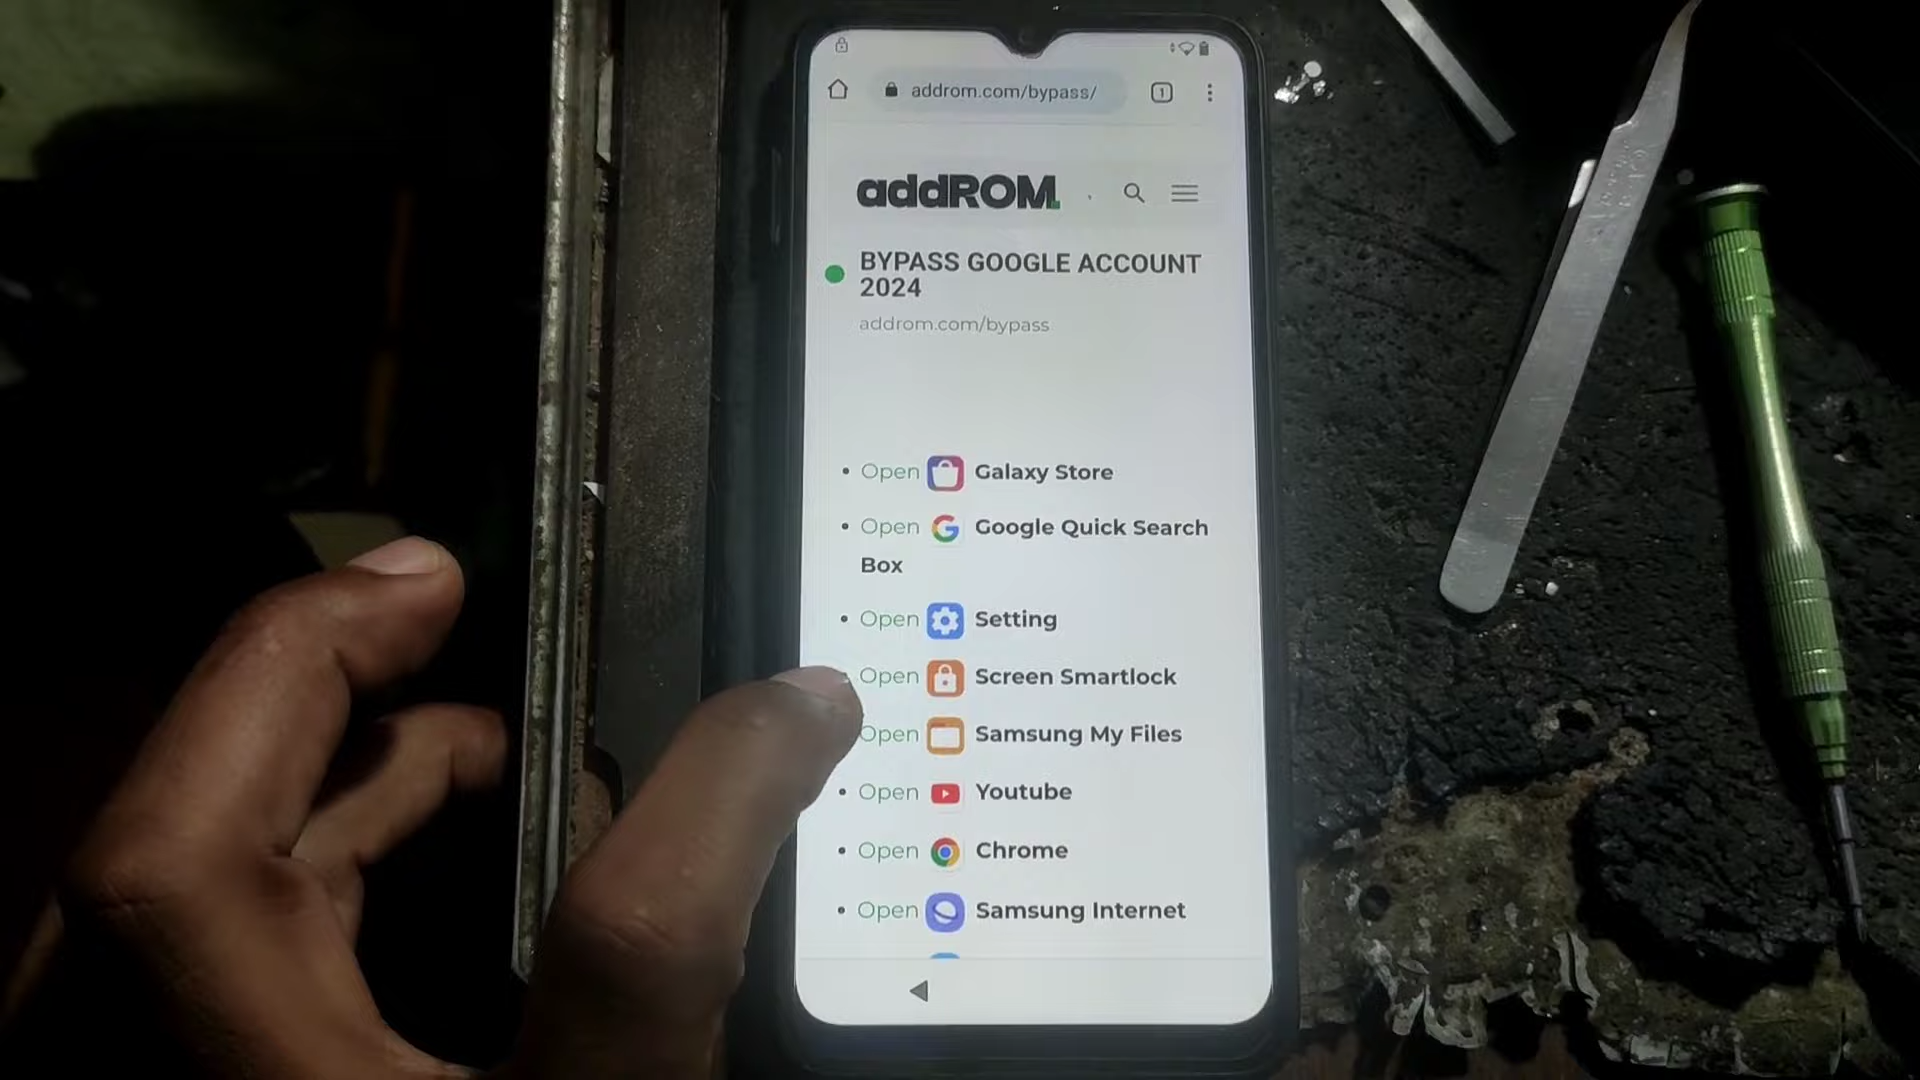 addrom.com/bypass/
1
addROM.
BYPASS GOOGLE ACCOUNT
2024
addrom.com/bypass
Open Galaxy Store
Open Google Quick Search
Box
Open Setting
Open Screen Smartlock
Open Samsung My Files
Open Youtube
Open Chrome
Open Samsung Internet